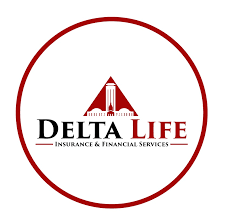 DELTA LIFE
INSURANCE & FINANCIAL SERVICES